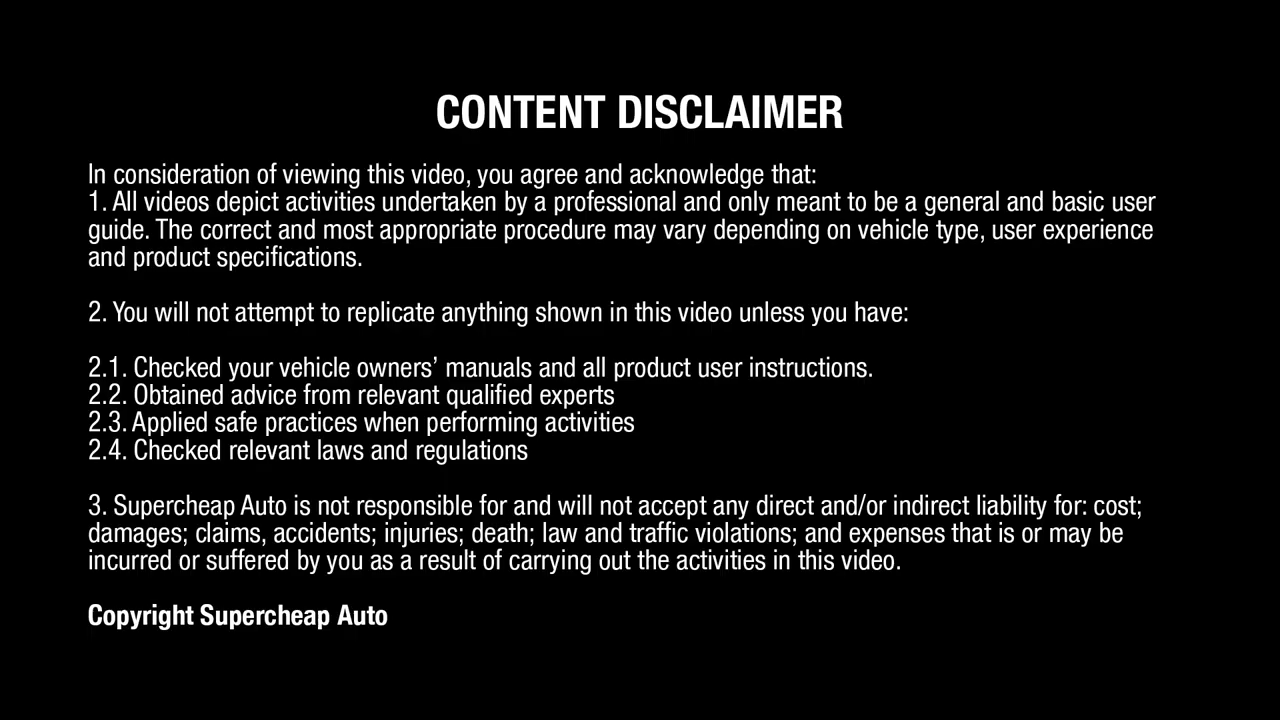 CONTENT DISCLAIMER
In consideration of viewing this video, you agree and acknowledge that:
1. All videos depict activities undertaken by a professional and only meant to be a general and basic user
guide. The correct and most appropriate procedure may vary depending on vehicle type, user experience
and product specifications.
2. You will not attempt to replicate anything shown in this video unless you have:
2.1. Checked your vehicle owners’ manuals and all product user instructions.
2.2. Obtained advice from relevant qualified experts
2.3. Applied safe practices when performing activities
2.4. Checked relevant laws and regulations
3. Supercheap Auto is not responsible for and will not accept any direct and/or indirect liability for: cost;
damages; claims, accidents; injuries; death; law and traffic violations; and expenses that is or may be
incurred or suffered by you as a result of carrying out the activities in this video.
Copyright Supercheap Auto